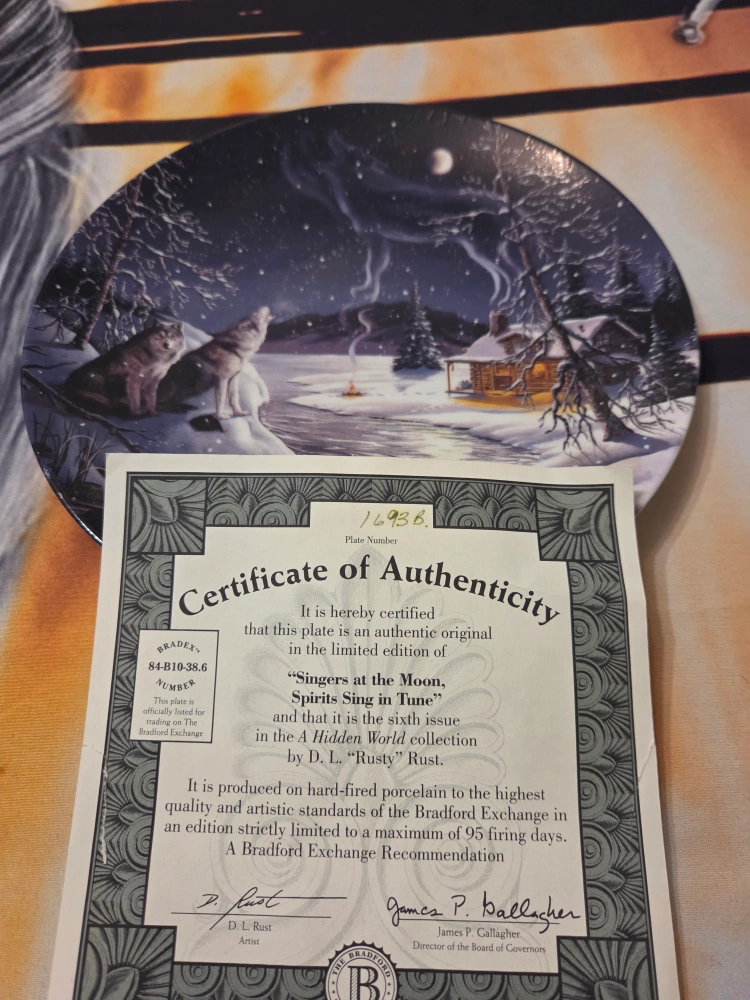 1693B.
Plate Number
Certificate of Authenticity
It is hereby certified
that this plate is an authentic original
in the limited edition of
"Singers at the Moon,
Spirits Sing in Tune"
and that it is the sixth issue
in the A Hidden World collection
by D. L. "Rusty" Rust.
BRADEX™
84-B10-38.6
NUMBER
This plate is
officially listed for
trading on The
Bradford Exchange
It is produced on hard-fired porcelain to the highest
quality and artistic standards of the Bradford Exchange in
an edition strictly limited to a maximum of 95 firing days.
A Bradford Exchange Recommendation
D. Rust
D. L. Rust
Artist
James P. Gallagher
James P. Gallagher
Director of the Board of Governors
THE BRADFORD
B